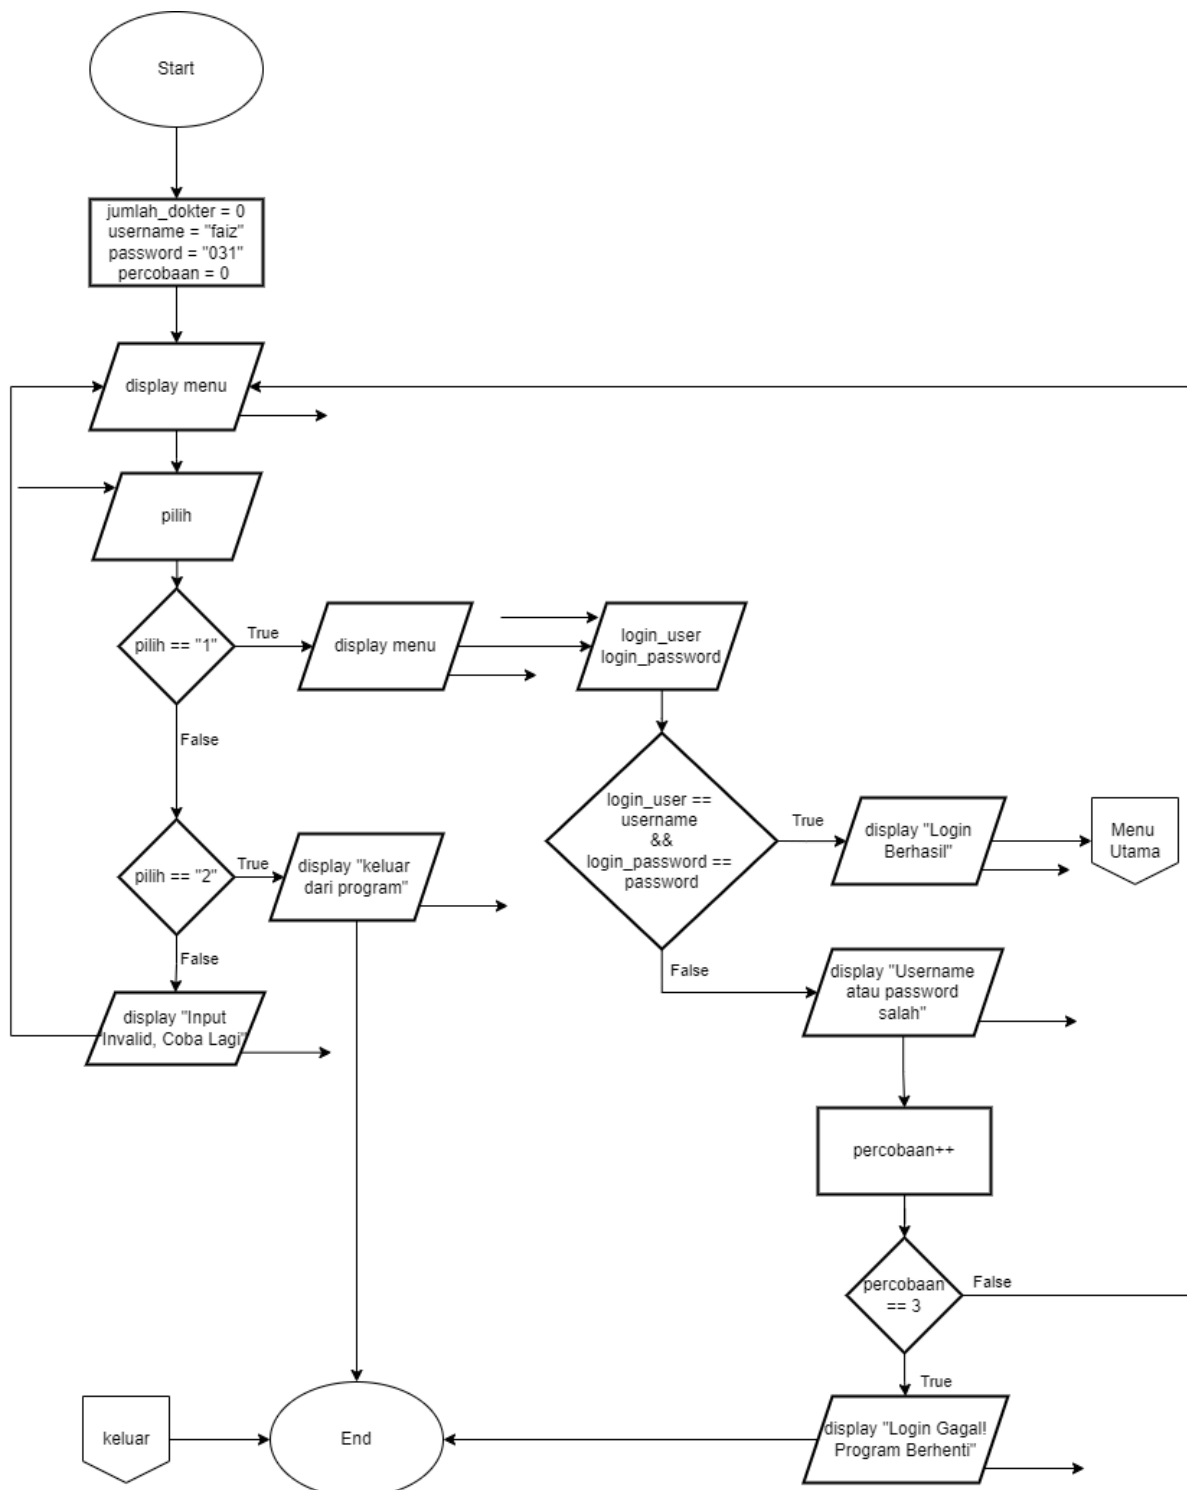 Start
jumlah_dokter = 0
username = "faiz"
password = "031"
percobaan = 0
display menu
pilih
pilih == "1"
True
display menu
login_user
login_password
False
login_user ==
username
&&
login_password ==
password
True
display "Login
Berhasil"
Menu
Utama
pilih == "2"
True
display "keluar
dari program"
False
display "Input
Invalid, Coba Lagi"
False
display "Username
atau password
salah"
percobaan++
percobaan
== 3
False
True
display "Login Gagal!
Program Berhenti"
keluar
End